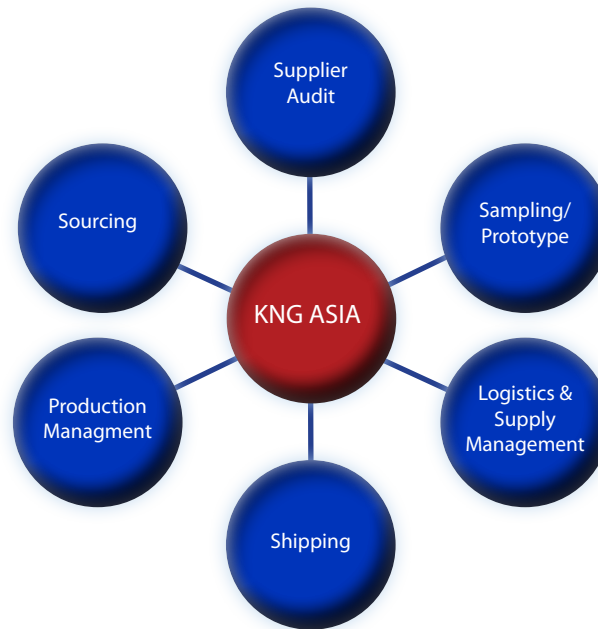 Supplier
Audit
Sourcing
Sampling/
Prototype
KNG ASIA
Production
Managment
Logistics &
Supply
Management
Shipping